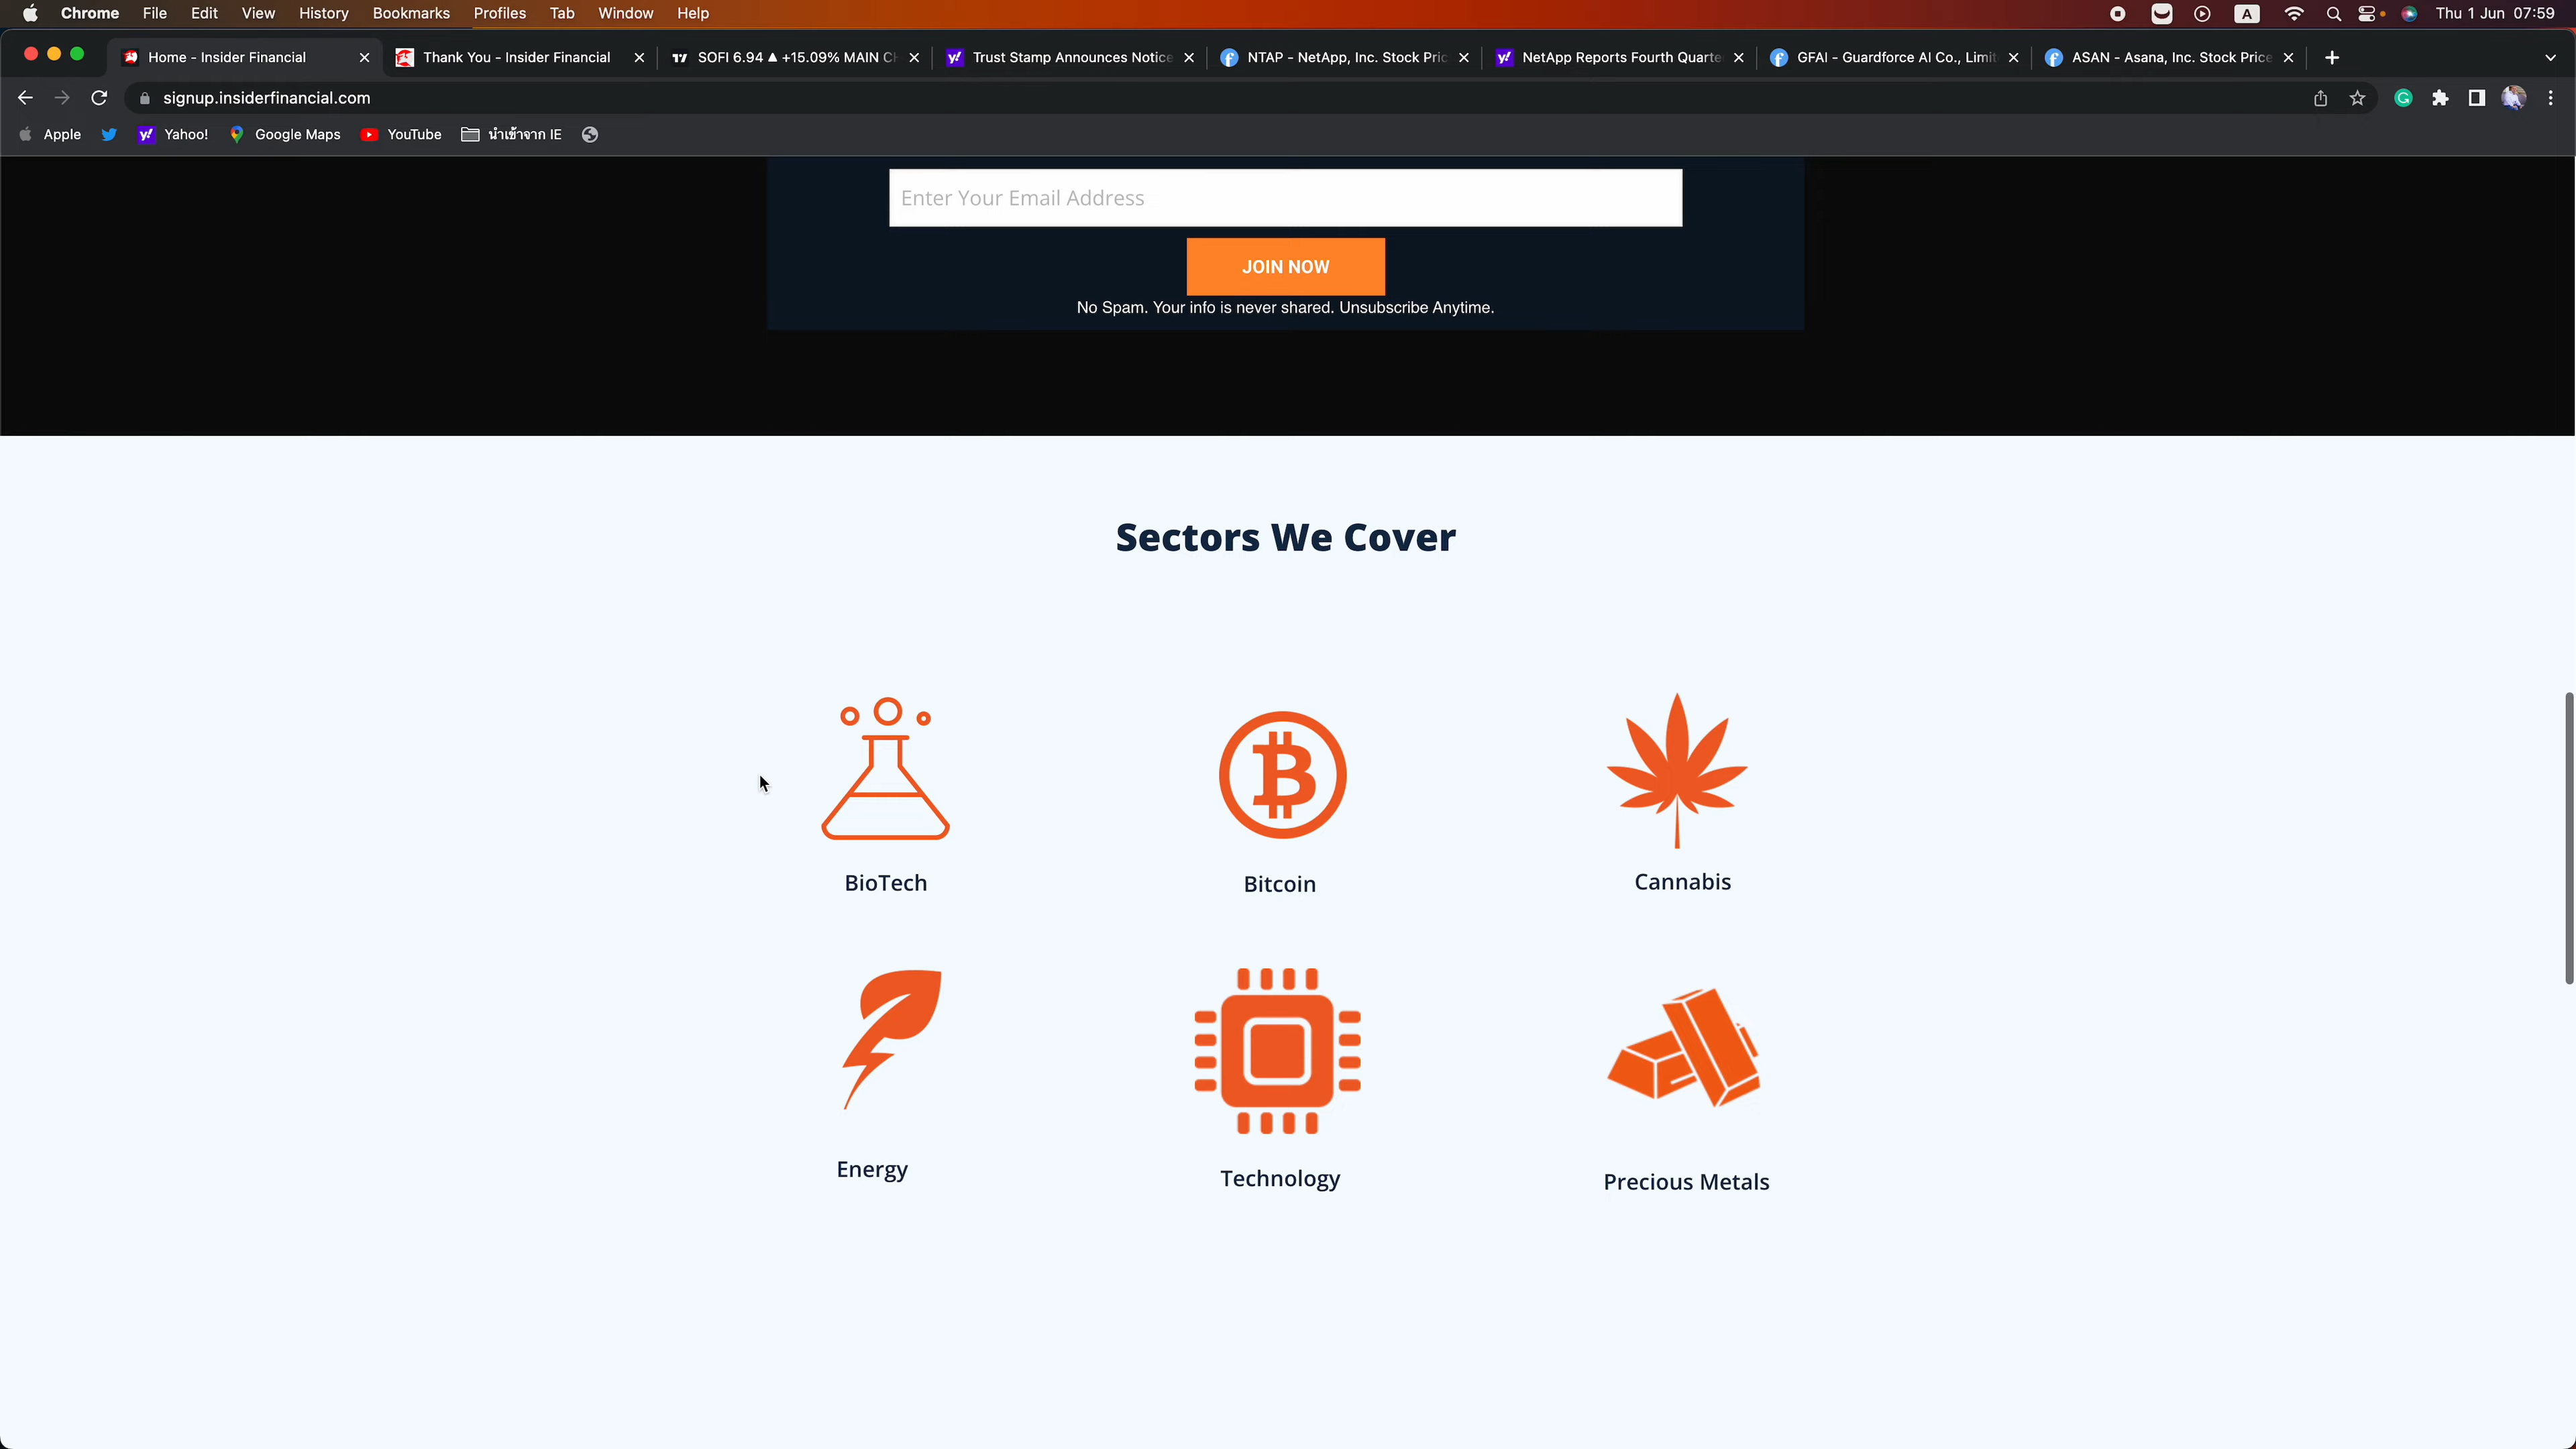 Chrome File Edit View History Bookmarks Profiles Tab Window Help A Thu 1 Jun 07:59
Home - Insider Financial Thank You - Insider Financial SOFI 6.94 ▲ +15.09% MAIN Trust Stamp Announces Notice NTAP - NetApp, Inc. Stock Pric NetApp Reports Fourth Quarte GFAI - Guardforce AI Co., Limit ASAN - Asana, Inc. Stock Price
signup.insiderfinancial.com
Apple Yahoo! Google Maps YouTube นำเข้าจาก IE
Enter Your Email Address
JOIN NOW
No Spam. Your info is never shared. Unsubscribe Anytime.
Sectors We Cover
BioTech Bitcoin Cannabis
Energy Technology Precious Metals